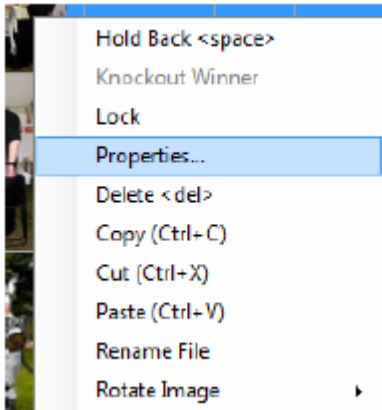 Hold Back <space>
Knockout Winner
Lock
Properties...
Delete <del>
Copy (Ctrl+C)
Cut (Ctrl+X)
Paste (Ctrl+V)
Rename File
Rotate Image